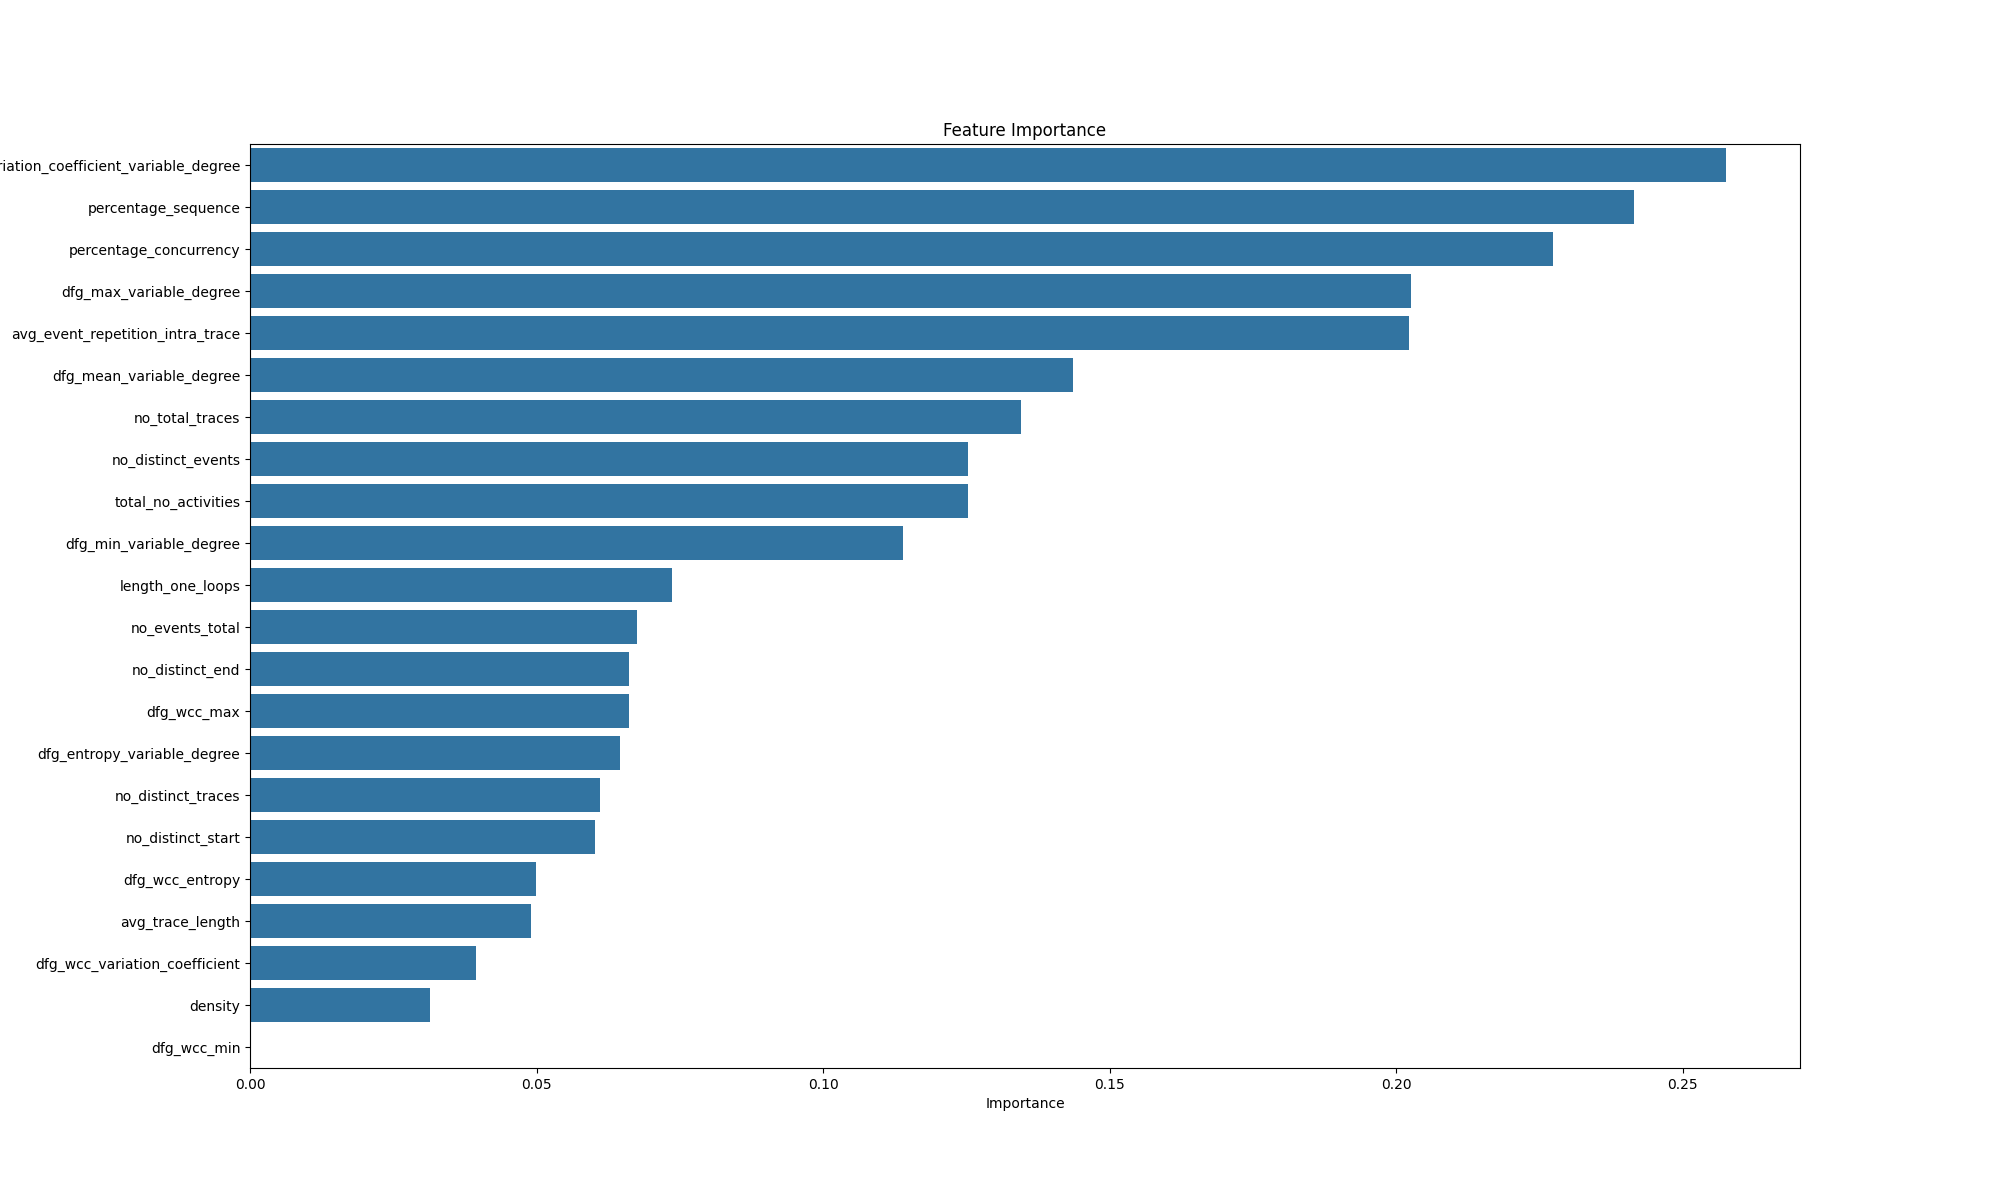 Feature Importance
riation_coefficient_variable_degree
percentage_sequence
percentage_concurrency
dfg_max_variable_degree
avg_event_repetition_intra_trace
dfg_mean_variable_degree
no_total_traces
no_distinct_events
total_no_activities
dfg_min_variable_degree
length_one_loops
no_events_total
no_distinct_end
dfg_wcc_max
dfg_entropy_variable_degree
no_distinct_traces
no_distinct_start
dfg_wcc_entropy
avg_trace_length
dfg_wcc_variation_coefficient
density
dfg_wcc_min
0.00 0.05 0.10 0.15 0.20 0.25
Importance